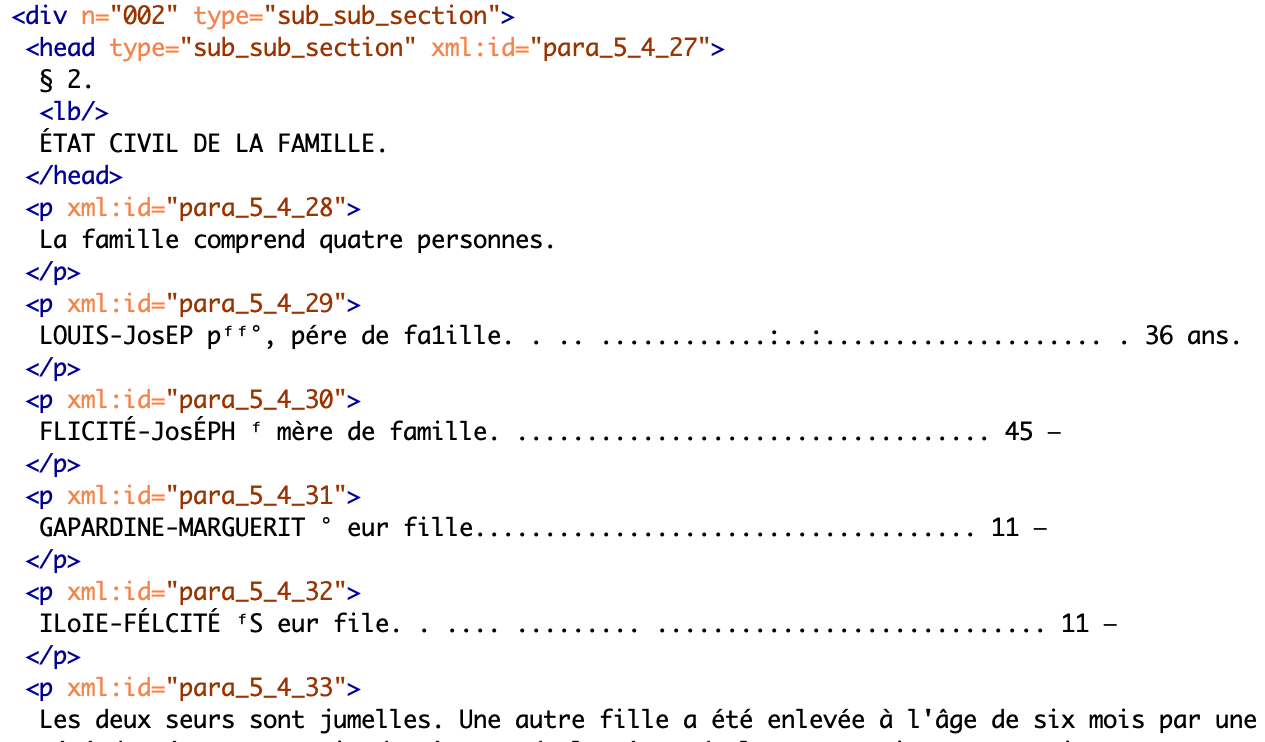 <div n="002" type="sub_sub_section">
<head type="sub_sub_section" xml:id="para_5_4_27">
§ 2.
<lb/>
ÉTAT CIVIL DE LA FAMILLE.
</head>
<p xml:id="para_5_4_28">
La famille comprend quatre personnes.
</p>
<p xml:id="para_5_4_29">
LOUIS-JosEP pᶠᶠ°, pére de fa1ille. . .. ............:..:.................... . 36 ans.
</p>
<p xml:id="para_5_4_30">
FLICITÉ-JosÉPH ᶠ mère de famille. .................................. 45 —
</p>
<p xml:id="para_5_4_31">
GAPARDINE-MARGUERIT ° eur fille.................................... 11 —
</p>
<p xml:id="para_5_4_32">
ILoIE-FÉLCITÉ ᶠS eur file. . .... ......... ............................ 11 —
</p>
<p xml:id="para_5_4_33">
Les deux seurs sont jumelles. Une autre fille a été enlevée à l'âge de six mois par une